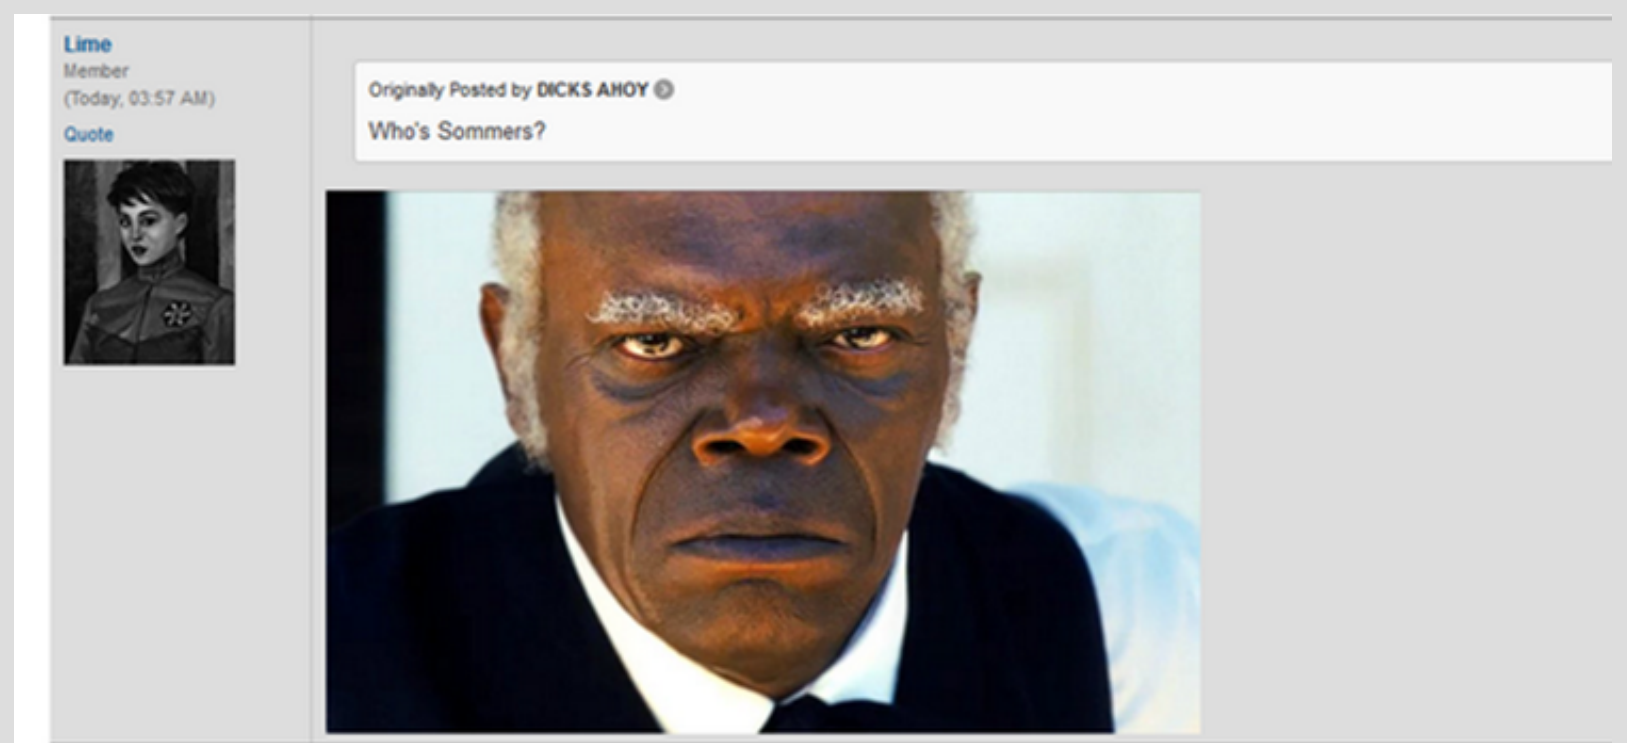 Lime
Member
(Today, 03:57 AM)
Quote
Originally Posted by DICKS AHOY
Who's Sommers?